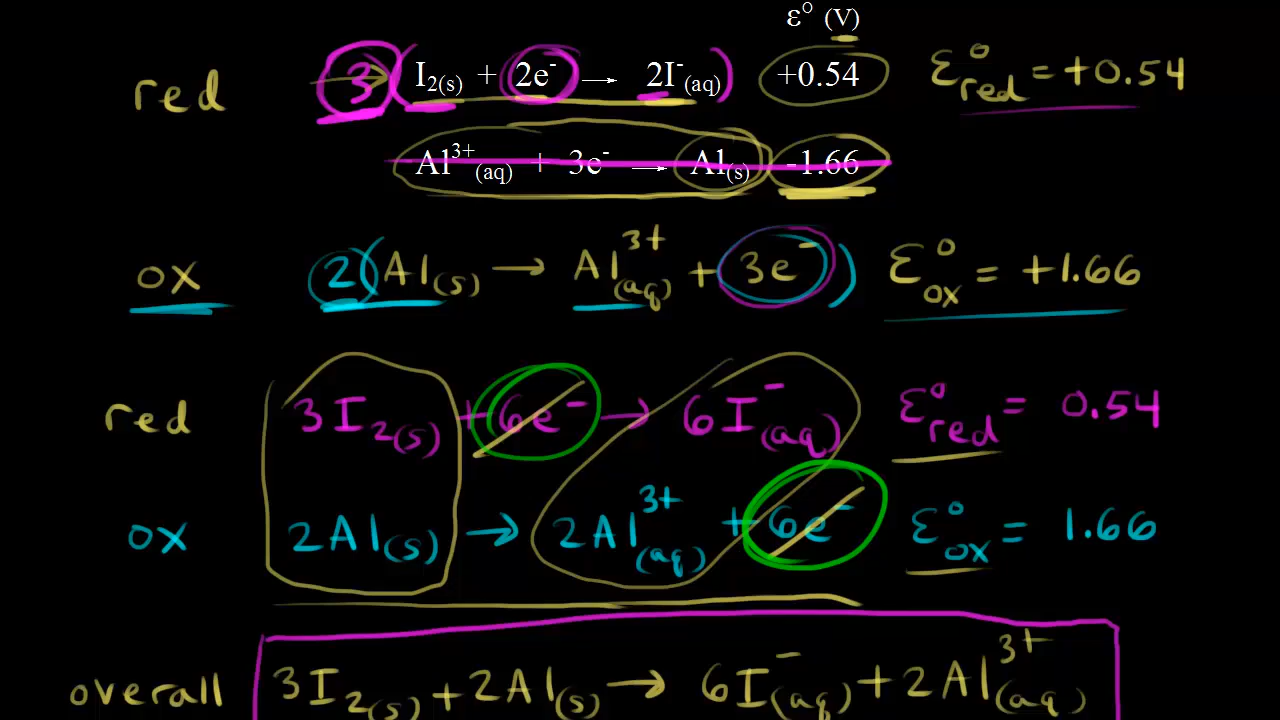 ε° (V)
red 3(I₂(s) + 2e⁻ → 2I⁻(aq)) +0.54 ε°red = +0.54
Al³⁺(aq) + 3e⁻ → Al(s) -1.66
ox 2(Al(s) → Al³⁺(aq) + 3e⁻) ε°ox = +1.66
red 3I₂(s) + 6e⁻ → 6I⁻(aq) ε°red = 0.54
ox 2Al(s) → 2Al³⁺(aq) + 6e⁻ ε°ox = 1.66
overall 3I₂(s) + 2Al(s) → 6I⁻(aq) + 2Al³⁺(aq)